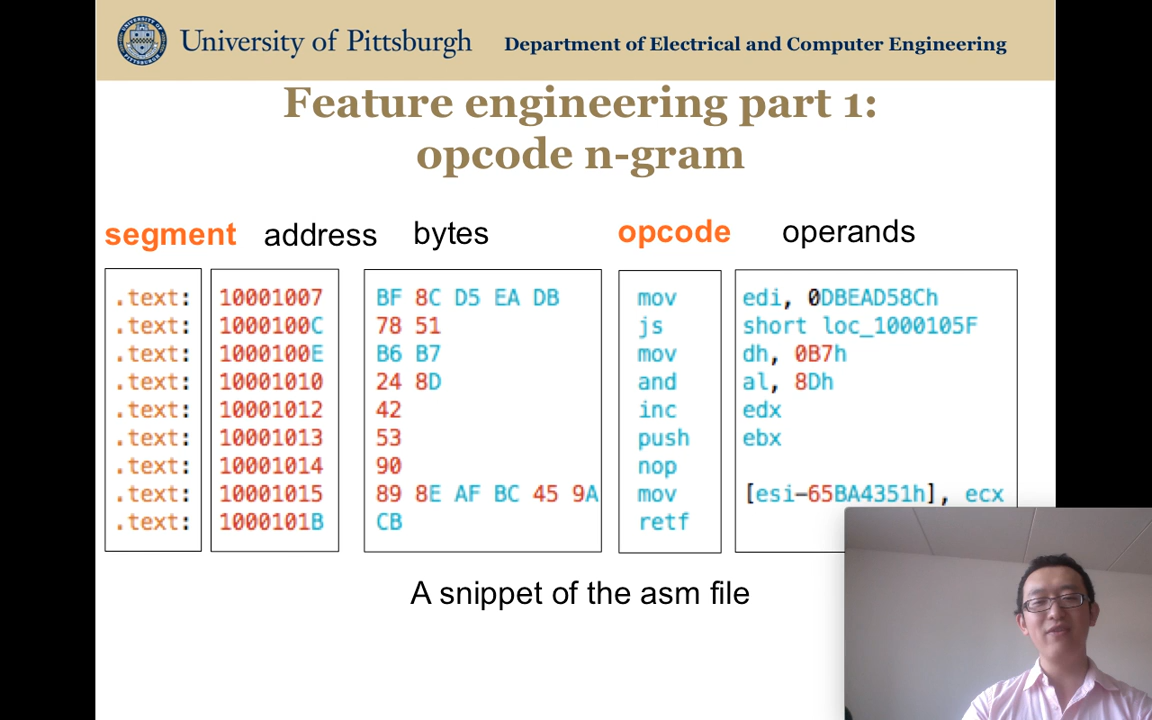 University of Pittsburgh Department of Electrical and Computer Engineering
Feature engineering part 1:
opcode n-gram
segment address bytes opcode operands
.text: 10001007 BF 8C D5 EA DB mov edi, 0DBEAD58Ch
.text: 1000100C 78 51 js short loc_1000105F
.text: 1000100E B6 B7 mov dh, 0B7h
.text: 10001010 24 8D and al, 8Dh
.text: 10001012 42 inc edx
.text: 10001013 53 push ebx
.text: 10001014 90 nop
.text: 10001015 89 8E AF BC 45 9A mov [esi-65BA4351h], ecx
.text: 1000101B CB retf
A snippet of the asm file